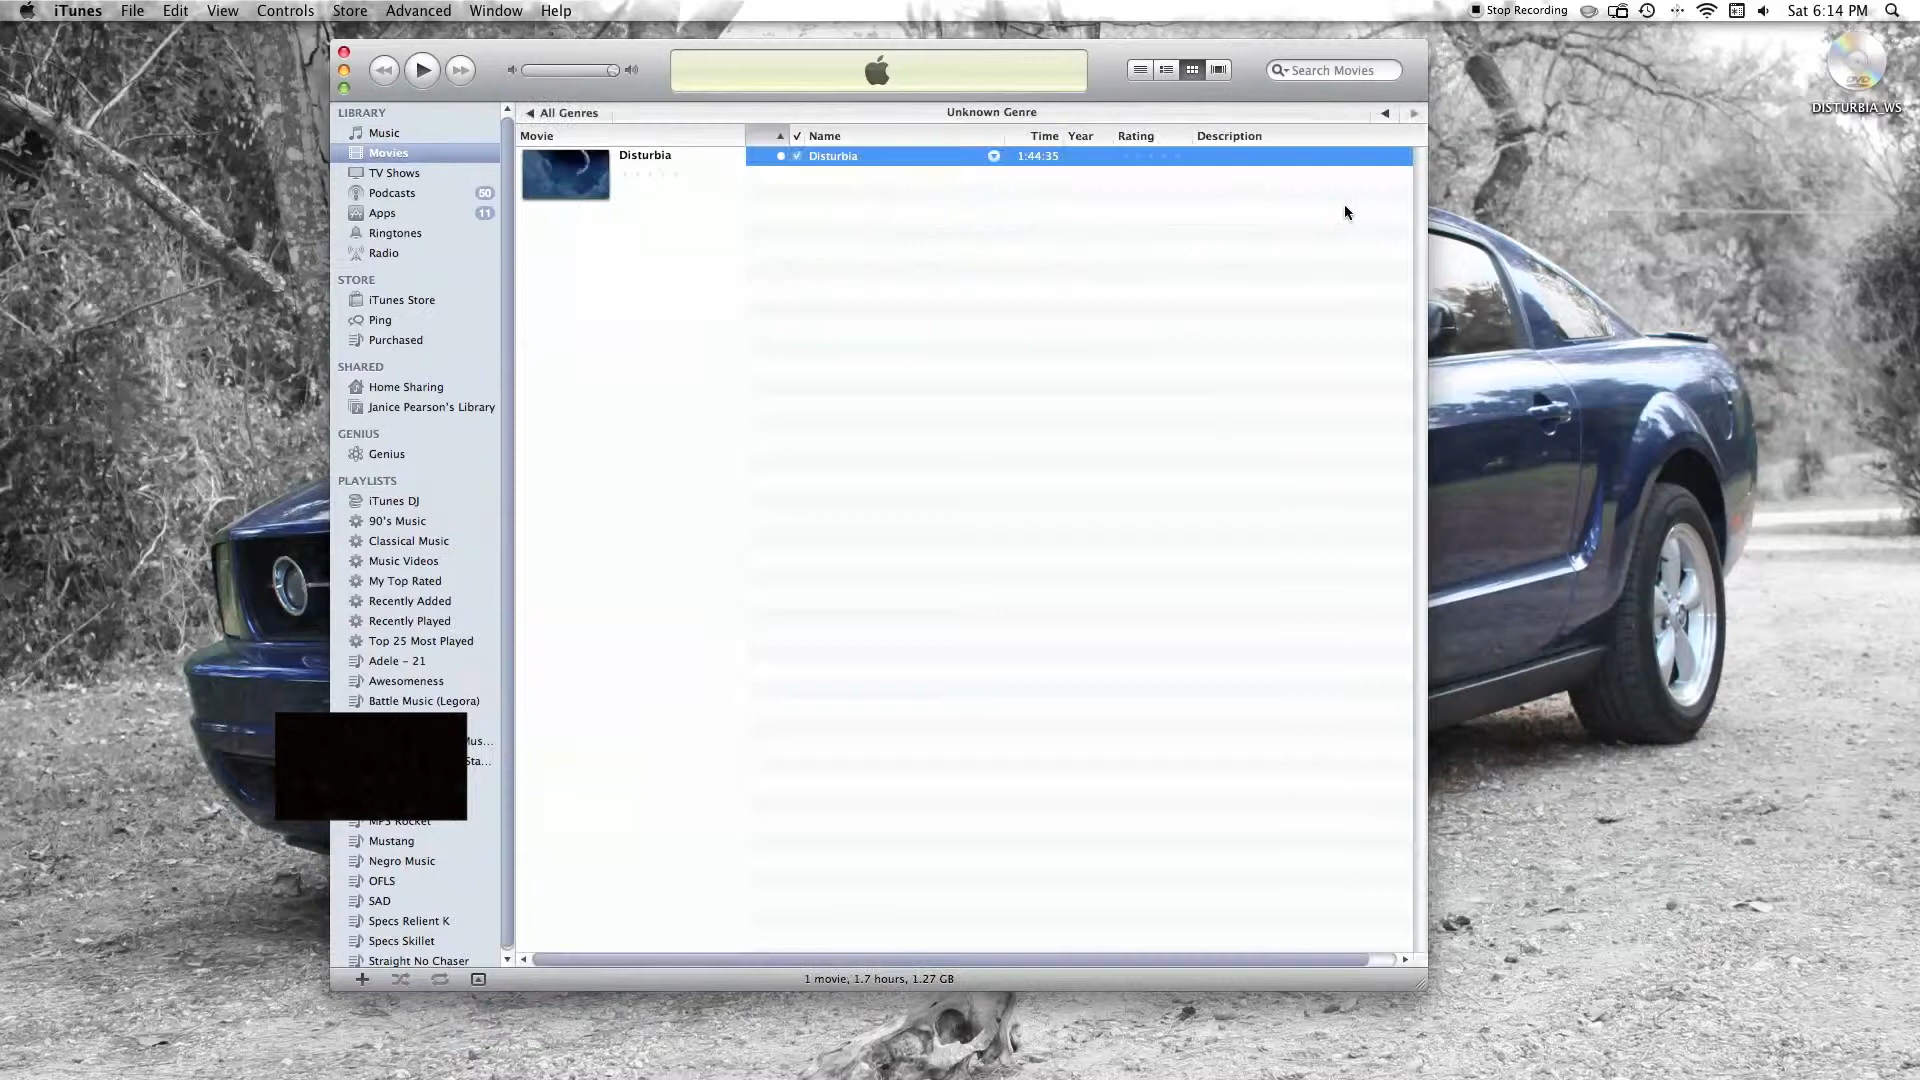 iTunes File Edit View Controls Store Advanced Window Help
Stop Recording Sat 6:14 PM
DVD
DISTURBIA_WS
Search Movies
LIBRARY
Music
Movies
TV Shows
Podcasts 50
Apps 11
Ringtones
Radio
STORE
iTunes Store
Ping
Purchased
SHARED
Home Sharing
Janice Pearson's Library
GENIUS
Genius
PLAYLISTS
iTunes DJ
90's Music
Classical Music
Music Videos
My Top Rated
Recently Added
Recently Played
Top 25 Most Played
Adele – 21
Awesomeness
Battle Music (Legora)
Mus...
Sta...
MP3 Rocket
Mustang
Negro Music
OFLS
SAD
Specs Relient K
Specs Skillet
Straight No Chaser
All Genres Unknown Genre
Movie Name Time Year Rating Description
Disturbia
Disturbia 1:44:35
1 movie, 1.7 hours, 1.27 GB